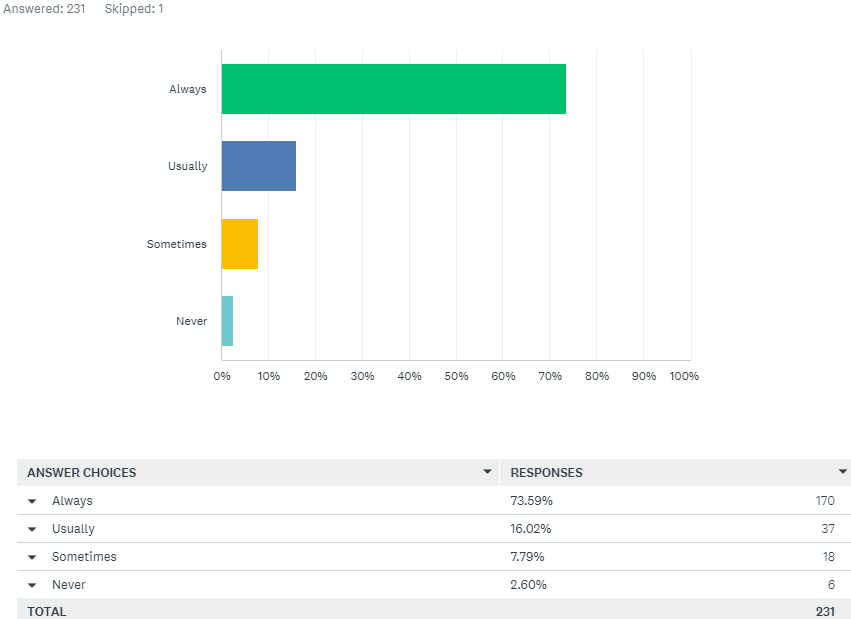 Answered: 231 Skipped: 1
Always
Usually
Sometimes
Never
0% 10% 20% 30% 40% 50% 60% 70% 80% 90% 100%
ANSWER CHOICES RESPONSES
Always 73.59% 170
Usually 16.02% 37
Sometimes 7.79% 18
Never 2.60% 6
TOTAL 231